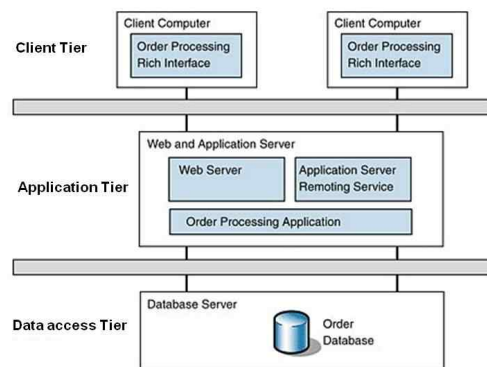 Client Tier
Client Computer
Order Processing
Rich Interface
Client Computer
Order Processing
Rich Interface
Application Tier
Web and Application Server
Web Server
Application Server
Remoting Service
Order Processing Application
Data access Tier
Database Server
Order
Database